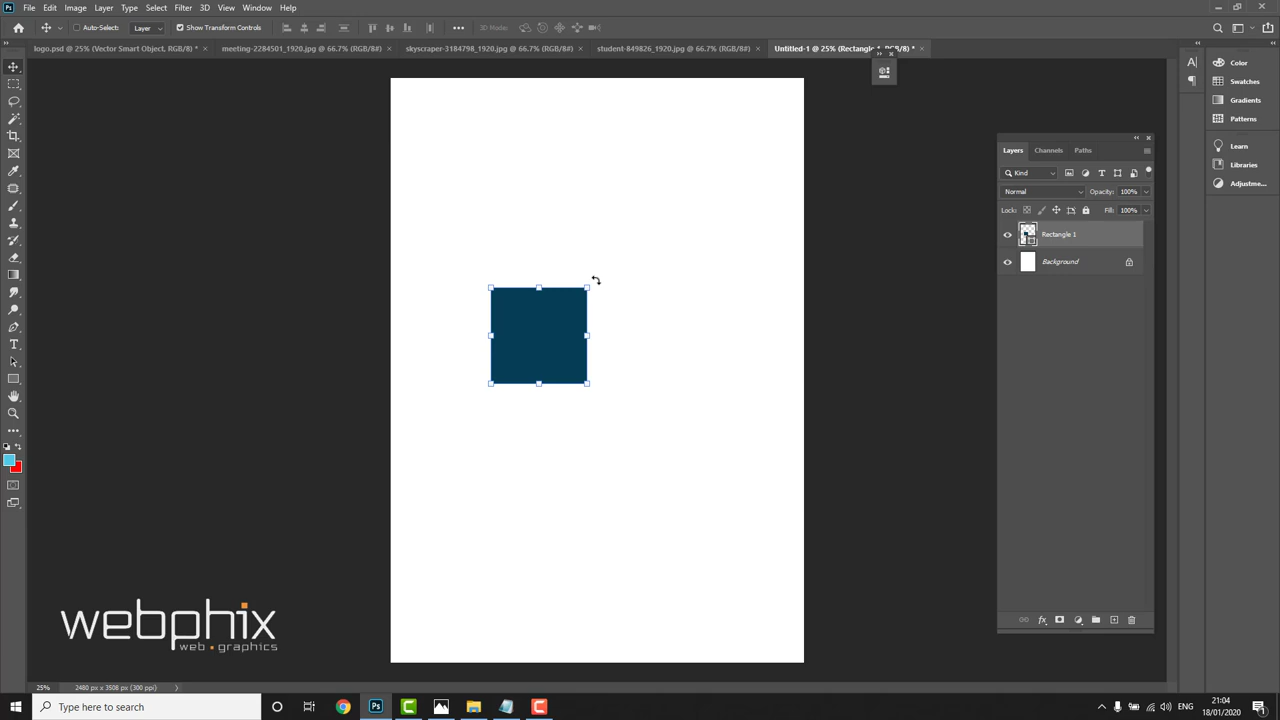 File Edit Image Layer Type Select Filter 3D View Window Help
Auto-Select: Layer Show Transform Controls 3D Mode:
logo.psd @ 25% (Vector Smart Object, RGB/8) * × meeting-2284501_1920.jpg @ 66.7% (RGB/8#) × skyscraper-3184798_1920.jpg @ 66.7% (RGB/8#) × student-849826_1920.jpg @ 66.7% (RGB/8#) × Untitled-1 @ 25% (Rectangle 1, RGB/8) * ×
Color
Swatches
Gradients
Patterns
Learn
Libraries
Adjustme...
Layers Channels Paths
Kind
Normal Opacity: 100%
Lock: Fill: 100%
Rectangle 1
Background
webphix
web graphics
25% 2480 px x 3508 px (300 ppi)
Type here to search
ENG
21:04
18/01/2020